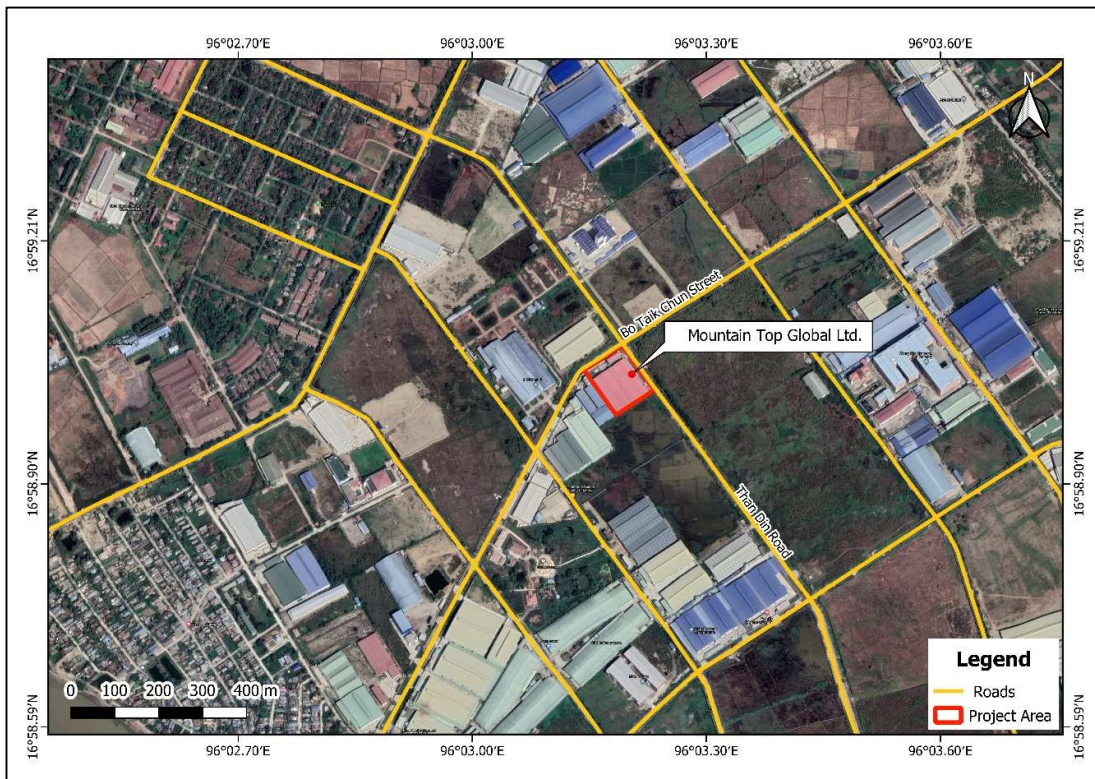 96°02.70′E 96°03.00′E 96°03.30′E 96°03.60′E
N
16°59.21′N 16°59.21′N
Bo Taik Chun Street
Mountain Top Global Ltd.
16°58.90′N 16°58.90′N
Than Din Road
Legend
Roads
Project Area
0 100 200 300 400 m
16°58.59′N 16°58.59′N
96°02.70′E 96°03.00′E 96°03.30′E 96°03.60′E